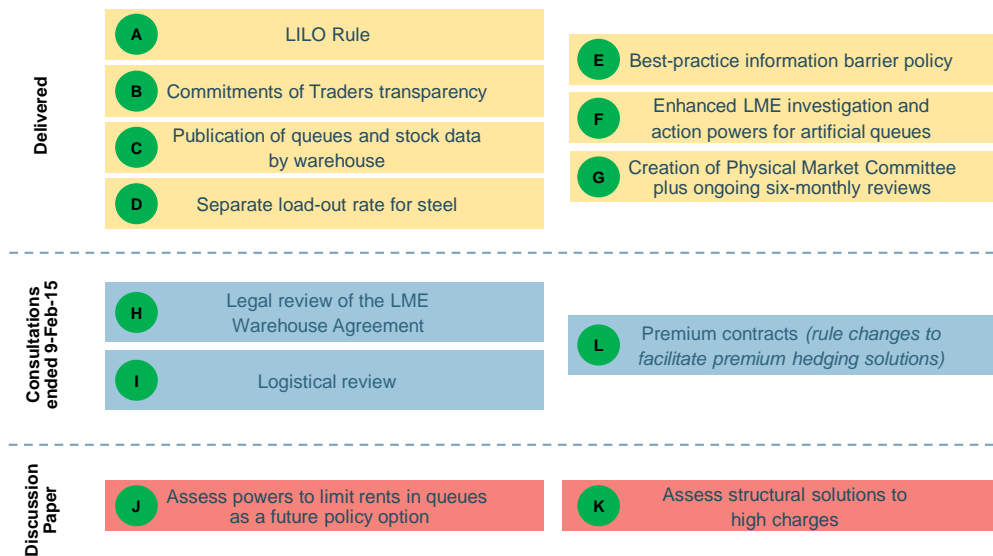 Delivered
A
LILO Rule
B
Commitments of Traders transparency
C
Publication of queues and stock data
by warehouse
D
Separate load-out rate for steel
E
Best-practice information barrier policy
F
Enhanced LME investigation and
action powers for artificial queues
G
Creation of Physical Market Committee
plus ongoing six-monthly reviews
Consultations
ended 9-Feb-15
H
Legal review of the LME
Warehouse Agreement
I
Logistical review
L
Premium contracts (rule changes to
facilitate premium hedging solutions)
Discussion
Paper
J
Assess powers to limit rents in queues
as a future policy option
K
Assess structural solutions to
high charges